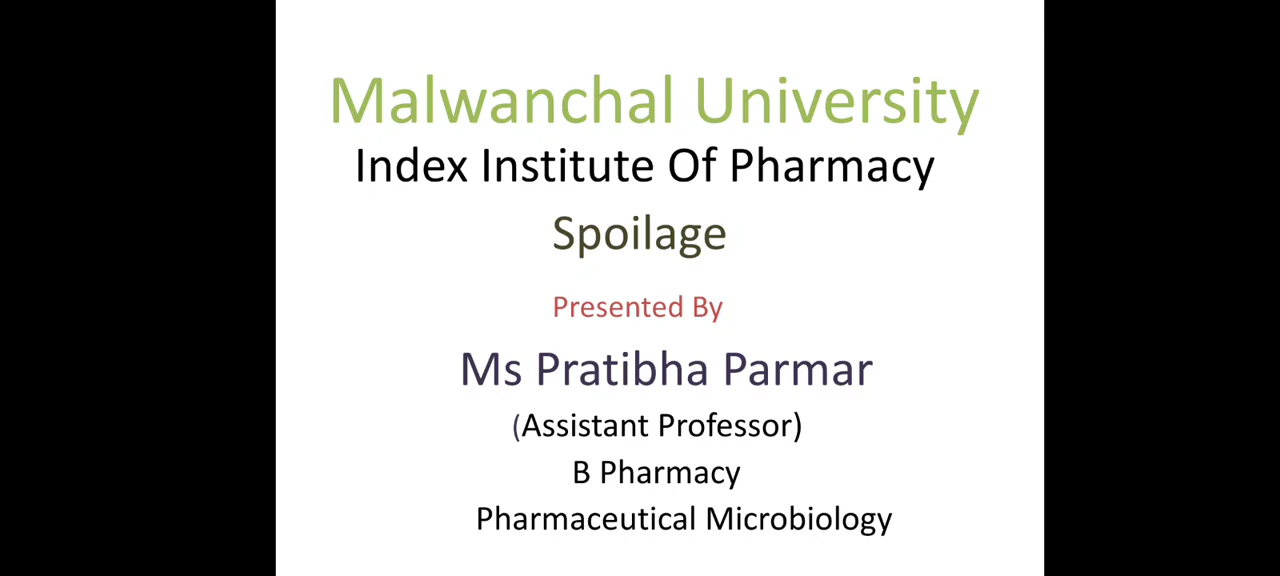 Malwanchal University
Index Institute Of Pharmacy
Spoilage
Presented By
Ms Pratibha Parmar
(Assistant Professor)
B Pharmacy
Pharmaceutical Microbiology